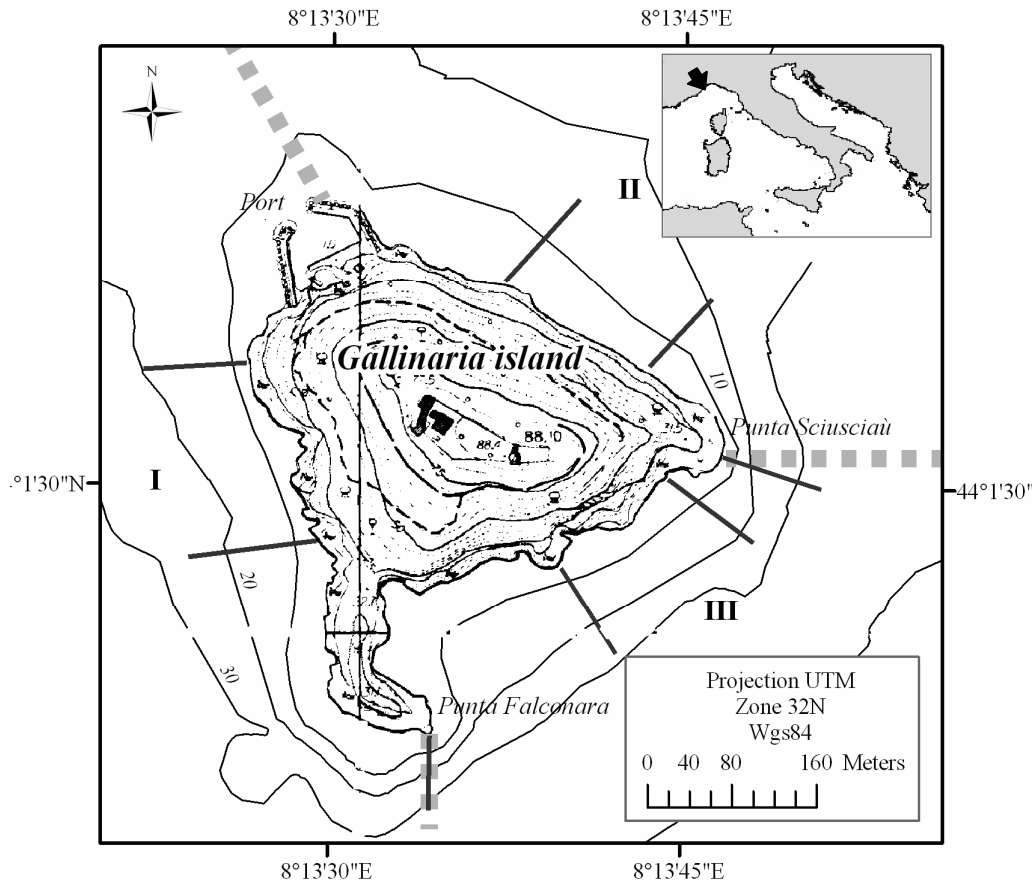 8°13'30"E
8°13'45"E
N
II
Port
Gallinaria island
10
88,10
Punta Sciusciaù
I
-°1'30"N
44°1'30"
20
III
30
Punta Falconara
Projection UTM
Zone 32N
Wgs84
0 40 80 160 Meters
8°13'30"E
8°13'45"E